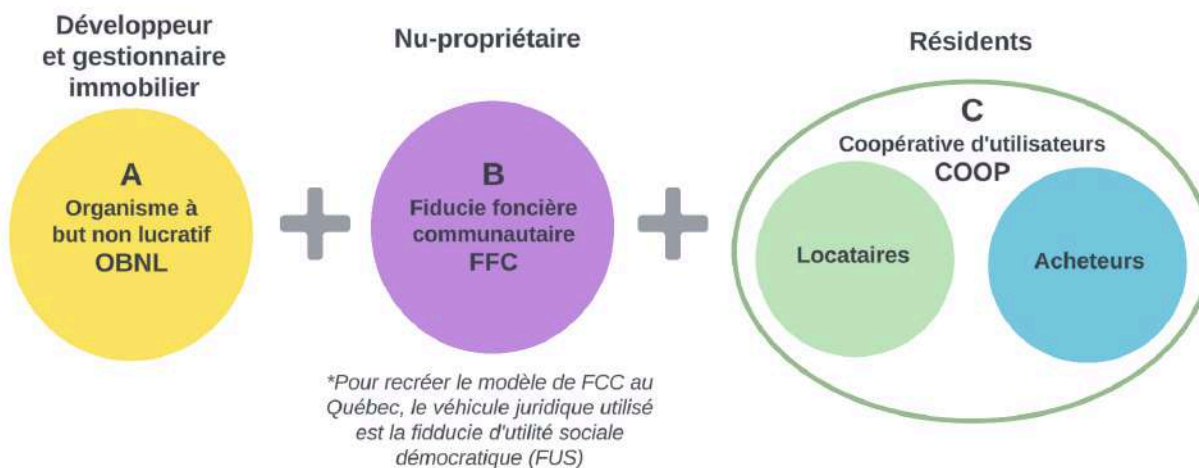 Développeur
et gestionnaire
immobilier
A
Organisme à
but non lucratif
OBNL
Nu-propriétaire
B
Fiducie foncière
communautaire
FFC
*Pour recréer le modèle de FCC au
Québec, le véhicule juridique utilisé
est la fidducie d'utilité sociale
démocratique (FUS)
Résidents
C
Coopérative d'utilisateurs
COOP
Locataires
Acheteurs